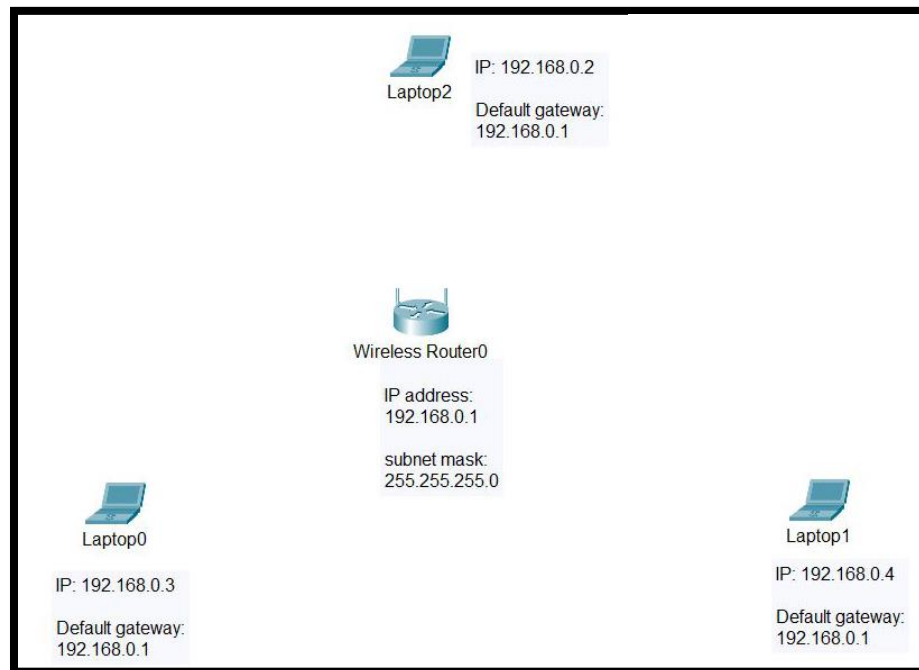 IP: 192.168.0.2
Laptop2
Default gateway:
192.168.0.1
Wireless Router0
IP address:
192.168.0.1
subnet mask:
255.255.255.0
Laptop0
IP: 192.168.0.3
Default gateway:
192.168.0.1
Laptop1
IP: 192.168.0.4
Default gateway:
192.168.0.1